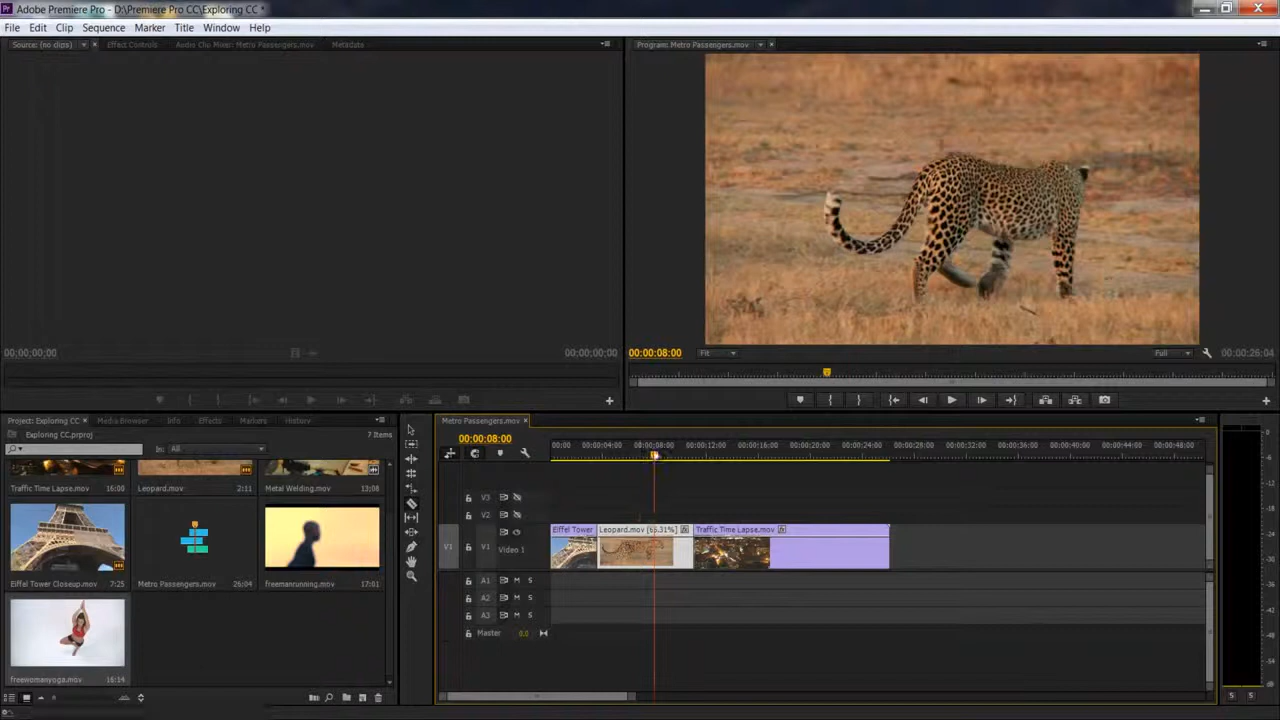 Adobe Premiere Pro - D:\Premiere Pro CC\Exploring CC *
File Edit Clip Sequence Marker Title Window Help
Source: (no clips) Effect Controls Audio Clip Mixer: Metro Passengers.mov Metadata
Program: Metro Passengers.mov
00;00;00;00 00;00;00;00
00:00:08:00 Fit Full 00:00:26:04
Project: Exploring CC Media Browser Info Effects Markers History
Exploring CC.prproj 7 Items
In: All
Traffic Time Lapse.mov 16:00 Leopard.mov 2:11 Metal Welding.mov 13:08
Eiffel Tower Closeup.mov 7:25 Metro Passengers.mov 26:04 freemanrunning.mov 17:01
freewomanyoga.mov 16:14
Metro Passengers.mov
00:00:08:00
00:00 00:00:04:00 00:00:08:00 00:00:12:00 00:00:16:00 00:00:20:00 00:00:24:00 00:00:28:00 00:00:32:00 00:00:36:00 00:00:40:00 00:00:44:00 00:00:48:00
V3
V2
Eiffel Tower Leopard.mov Traffic Time Lapse.mov
V1 V1 Video 1
A1 M S
A2 M S
A3 M S
Master 0.0
S S